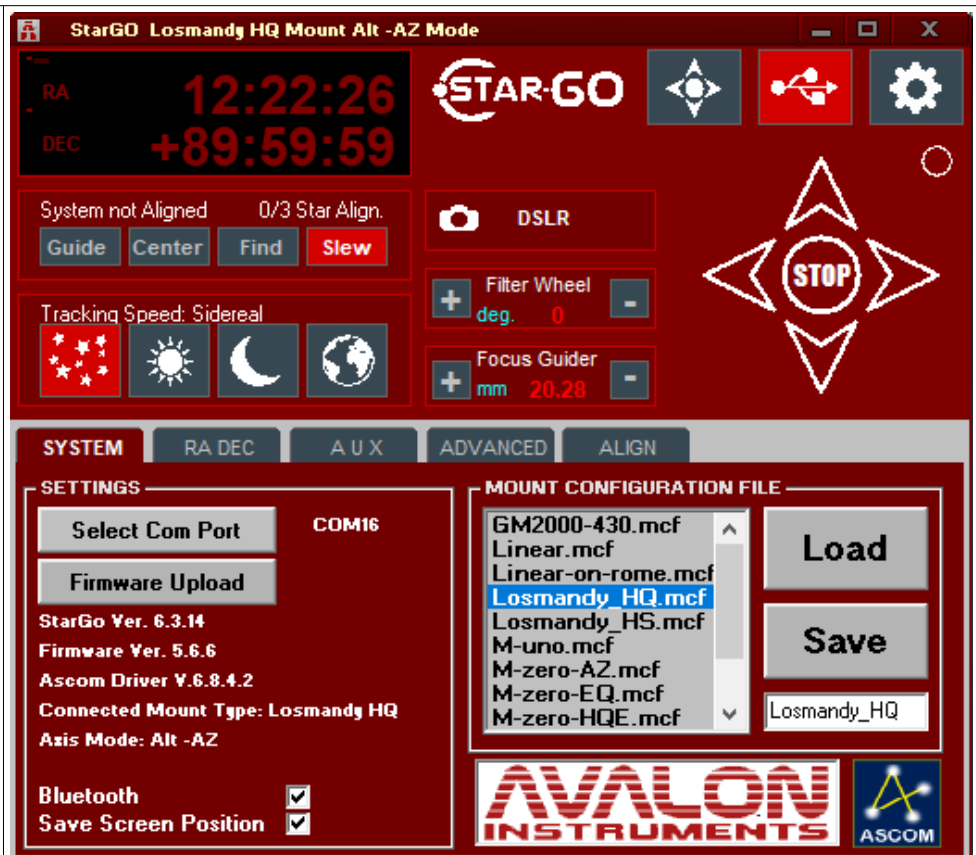 StarGO Losmandy HQ Mount Alt -AZ Mode
RA 12:22:26
DEC +89:59:59
STAR·GO
System not Aligned 0/3 Star Align.
Guide Center Find Slew
DSLR
Filter Wheel
+ deg. 0 -
Tracking Speed: Sidereal
Focus Guider
+ mm 20.28 -
STOP
SYSTEM RA DEC A U X ADVANCED ALIGN
SETTINGS
Select Com Port COM16
Firmware Upload
StarGo Ver. 6.3.14
Firmware Ver. 5.6.6
Ascom Driver V.6.8.4.2
Connected Mount Type: Losmandy HQ
Axis Mode: Alt -AZ
Bluetooth
Save Screen Position
MOUNT CONFIGURATION FILE
GM2000-430.mcf
Linear.mcf
Linear-on-rome.mcf
Losmandy_HQ.mcf
Losmandy_HS.mcf
M-uno.mcf
M-zero-AZ.mcf
M-zero-EQ.mcf
M-zero-HQE.mcf
Load
Save
Losmandy_HQ
AVALON
INSTRUMENTS
ASCOM